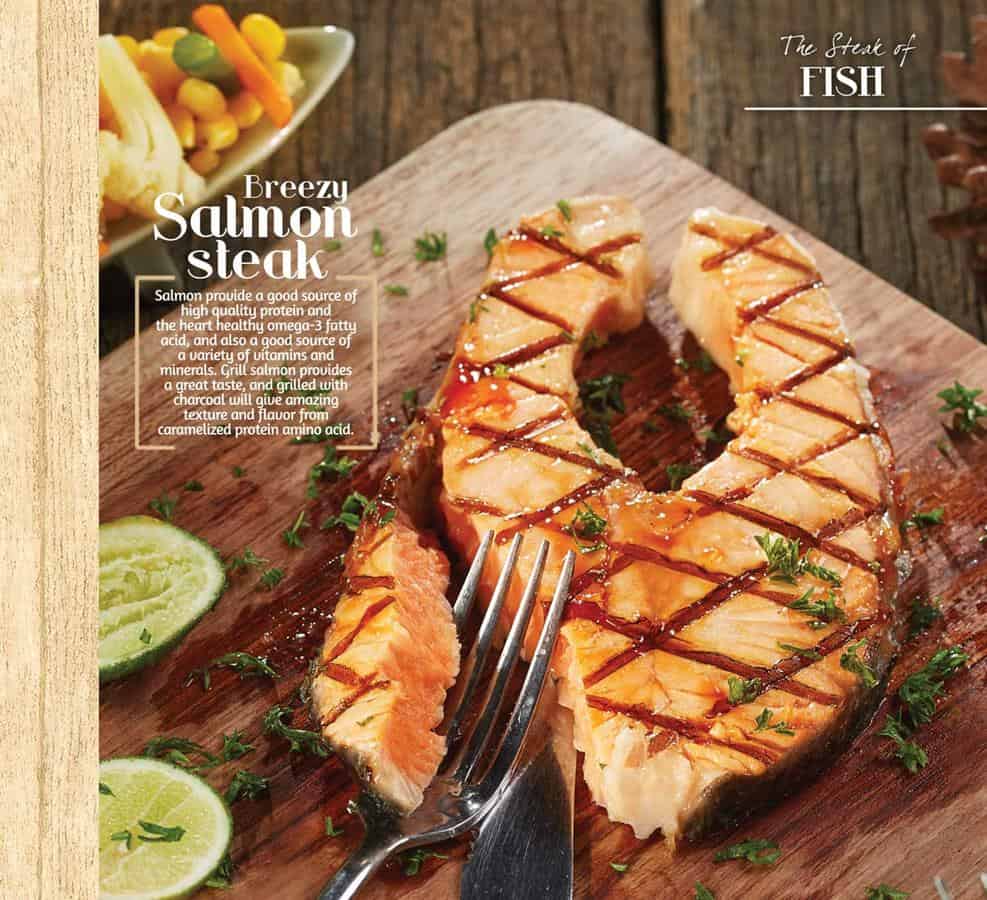 The Steak of
FISH
Breezy
Salmon
steak
Salmon provide a good source of
high quality protein and
the heart healthy omega-3 fatty
acid, and also a good source of
a variety of vitamins and
minerals. Grill salmon provides
a great taste, and grilled with
charcoal will give amazing
texture and flavor from
caramelized protein amino acid.